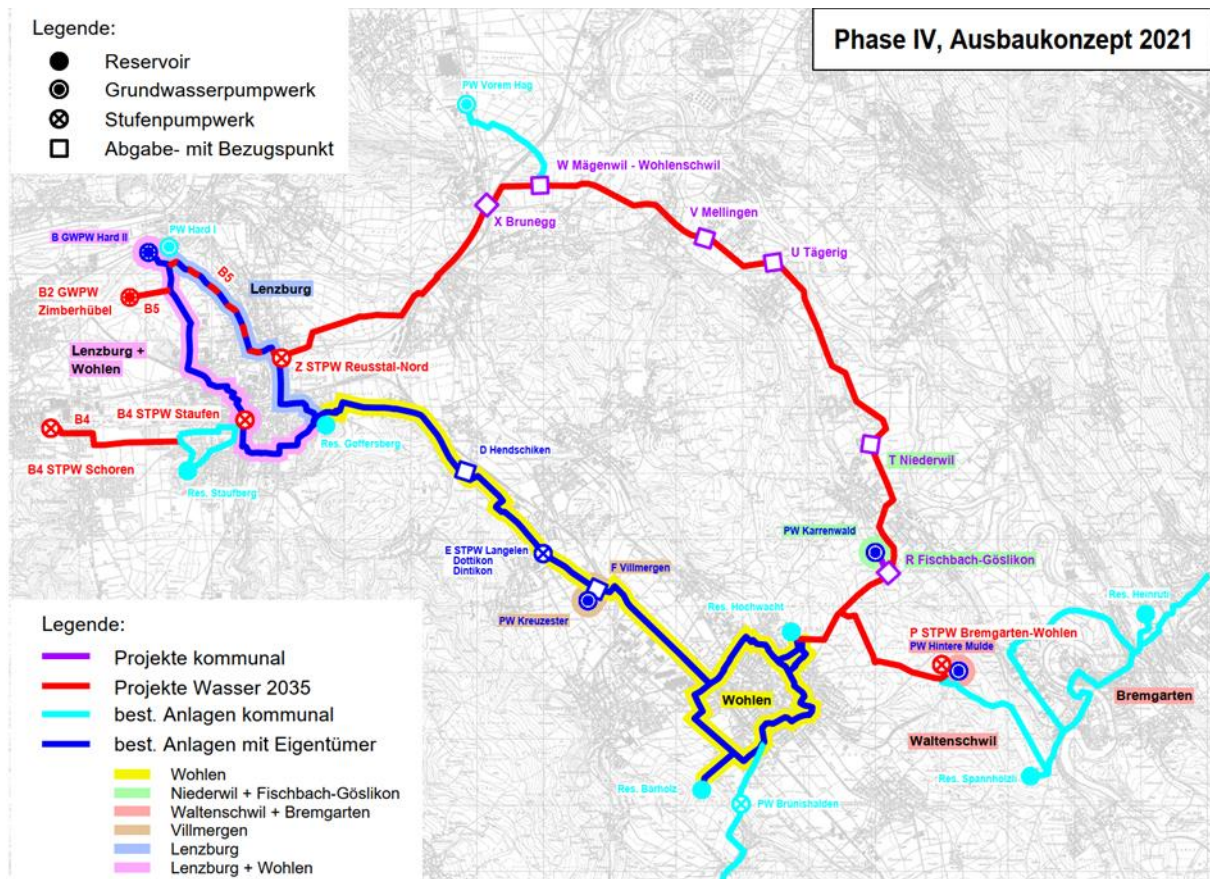 Phase IV, Ausbaukonzept 2021
Legende:
Reservoir
Grundwasserpumpwerk
Stufenpumpwerk
Abgabe- mit Bezugspunkt
PW Vorem Hag
W Mägenwil - Wohlenschwil
X Brunegg
V Mellingen
U Tägerig
B GWPW Hard II
PW Hard I
B5
Lenzburg
B2 GWPW
Zimberhübel
B5
Lenzburg +
Wohlen
Z STPW Reusstal-Nord
B4
B4 STPW Staufen
B4 STPW Schoren
Res. Staufberg
Res. Goffersberg
D Hendschiken
T Niederwil
PW Karrenwald
R Fischbach-Göslikon
E STPW Langelen
Dottikon
Dintikon
F Villmergen
PW Kreuzester
Res. Hochwacht
Res. Heinrüti
P STPW Bremgarten-Wohlen
PW Hintere Mulde
Bremgarten
Wohlen
Waltenschwil
Res. Spannhölzli
Res. Barholz
PW Brünishalden
Legende:
Projekte kommunal
Projekte Wasser 2035
best. Anlagen kommunal
best. Anlagen mit Eigentümer
Wohlen
Niederwil + Fischbach-Göslikon
Waltenschwil + Bremgarten
Villmergen
Lenzburg
Lenzburg + Wohlen